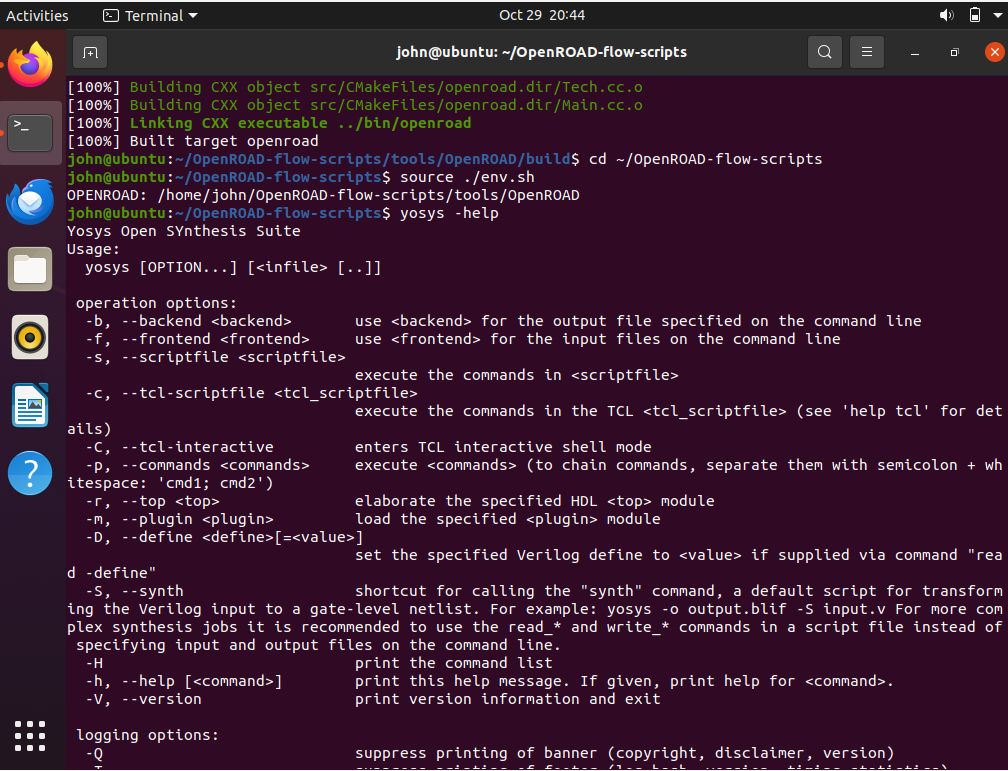 Activities
Terminal
Oct 29 20:44
john@ubuntu: ~/OpenROAD-flow-scripts
[100%] Building CXX object src/CMakeFiles/openroad.dir/Tech.cc.o
[100%] Building CXX object src/CMakeFiles/openroad.dir/Main.cc.o
[100%] Linking CXX executable ../bin/openroad
[100%] Built target openroad
john@ubuntu:~/OpenROAD-flow-scripts/tools/OpenROAD/build$ cd ~/OpenROAD-flow-scripts
john@ubuntu:~/OpenROAD-flow-scripts$ source ./env.sh
OPENROAD: /home/john/OpenROAD-flow-scripts/tools/OpenROAD
john@ubuntu:~/OpenROAD-flow-scripts$ yosys -help
Yosys Open SYnthesis Suite
Usage:
  yosys [OPTION...] [<infile> [..]]

 operation options:
  -b, --backend <backend>       use <backend> for the output file specified on the command line
  -f, --frontend <frontend>     use <frontend> for the input files on the command line
  -s, --scriptfile <scriptfile>
                                execute the commands in <scriptfile>
  -c, --tcl-scriptfile <tcl_scriptfile>
                                execute the commands in the TCL <tcl_scriptfile> (see 'help tcl' for det
ails)
  -C, --tcl-interactive         enters TCL interactive shell mode
  -p, --commands <commands>     execute <commands> (to chain commands, separate them with semicolon + wh
itespace: 'cmd1; cmd2')
  -r, --top <top>               elaborate the specified HDL <top> module
  -m, --plugin <plugin>         load the specified <plugin> module
  -D, --define <define>[=<value>]
                                set the specified Verilog define to <value> if supplied via command "rea
d -define"
  -S, --synth                   shortcut for calling the "synth" command, a default script for transform
ing the Verilog input to a gate-level netlist. For example: yosys -o output.blif -S input.v For more com
plex synthesis jobs it is recommended to use the read_* and write_* commands in a script file instead of
 specifying input and output files on the command line.
  -H                            print the command list
  -h, --help [<command>]        print this help message. If given, print help for <command>.
  -V, --version                 print version information and exit

 logging options:
  -Q                            suppress printing of banner (copyright, disclaimer, version)